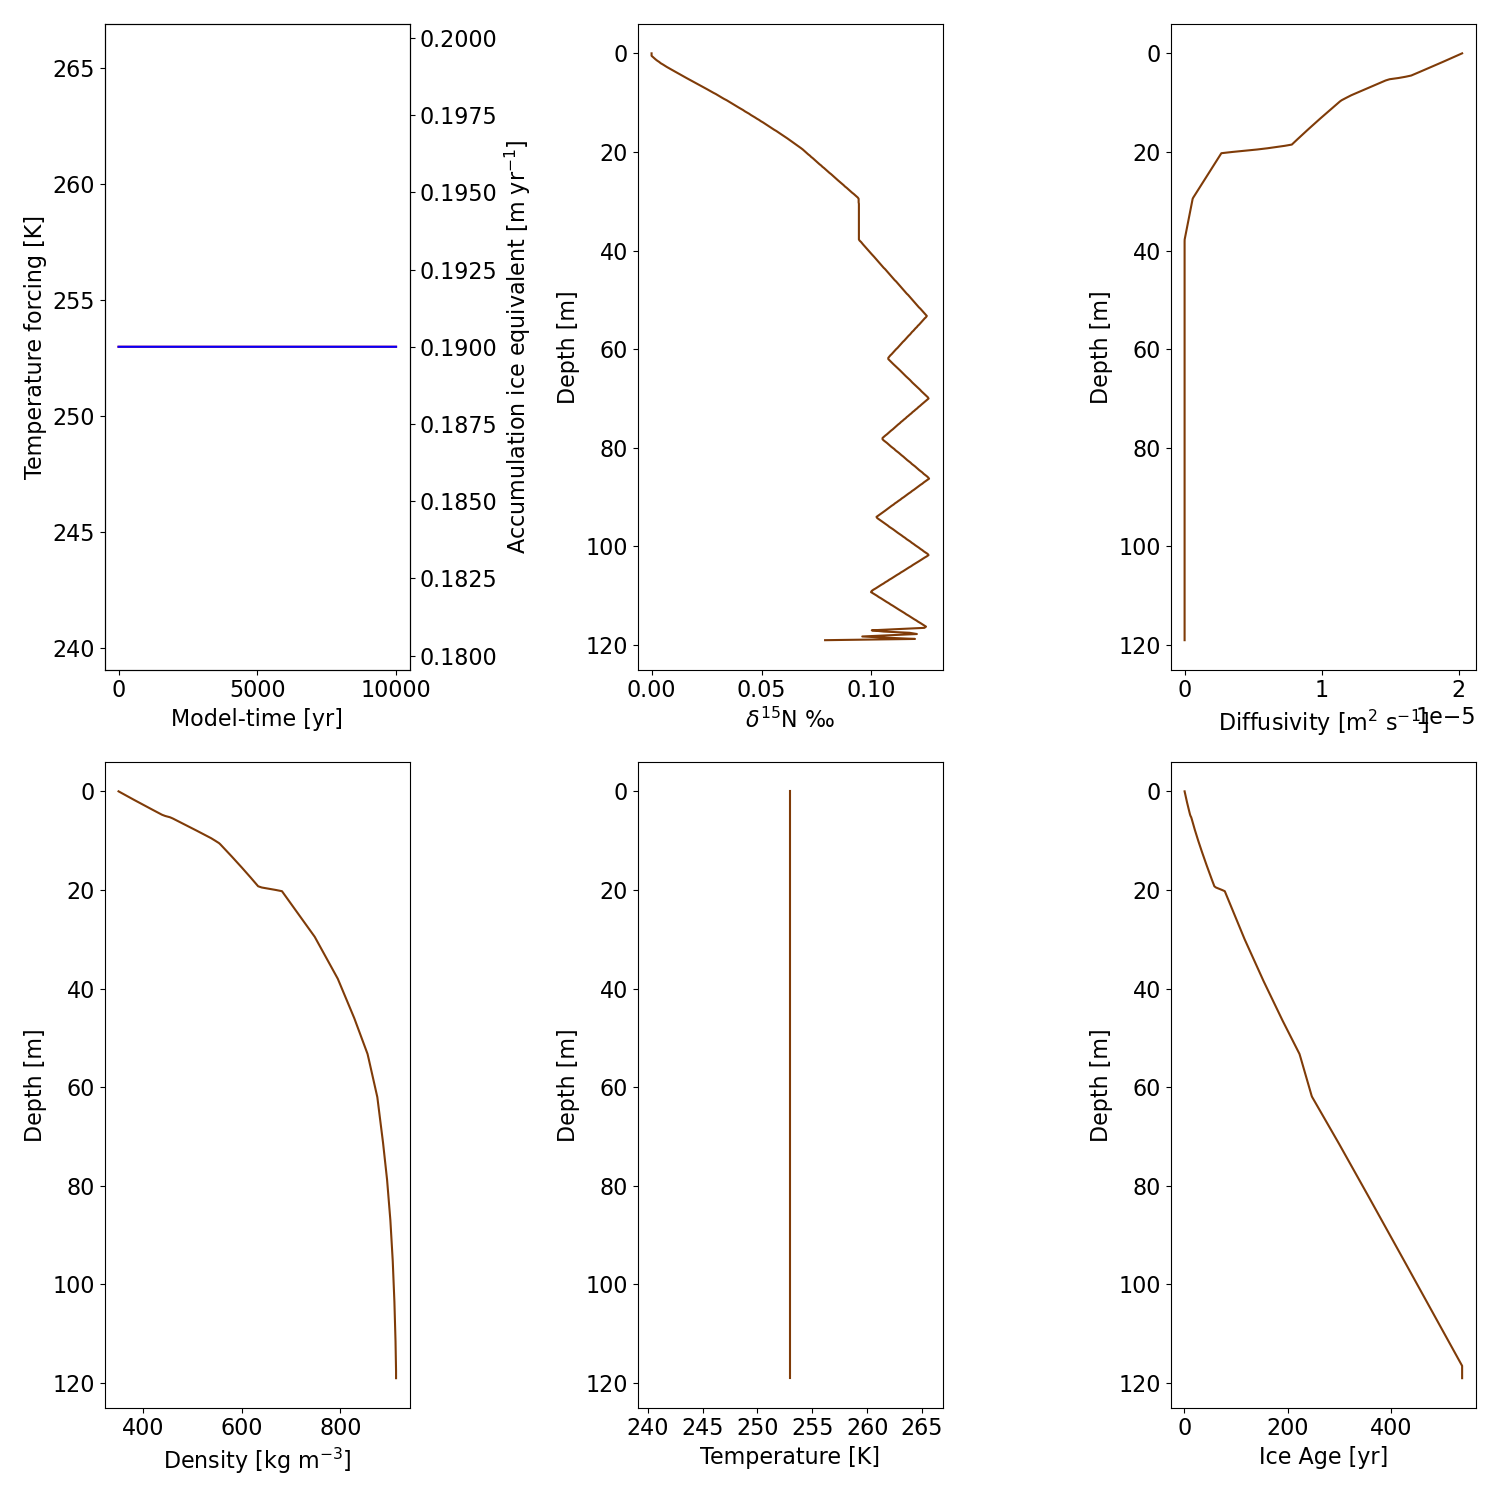 Temperature forcing [K]
265
260
255
250
245
240
0.2000
0.1975
0.1950
0.1925
0.1900
0.1875
0.1850
0.1825
0.1800
Accumulation ice equivalent [m yr⁻¹]
0 5000 10000
Model-time [yr]
Depth [m]
0
20
40
60
80
100
120
0.00 0.05 0.10
δ¹⁵N ‰
Depth [m]
0
20
40
60
80
100
120
0 1 2
1e−5
Diffusivity [m² s⁻¹]
Depth [m]
0
20
40
60
80
100
120
400 600 800
Density [kg m⁻³]
Depth [m]
0
20
40
60
80
100
120
240 245 250 255 260 265
Temperature [K]
Depth [m]
0
20
40
60
80
100
120
0 200 400
Ice Age [yr]